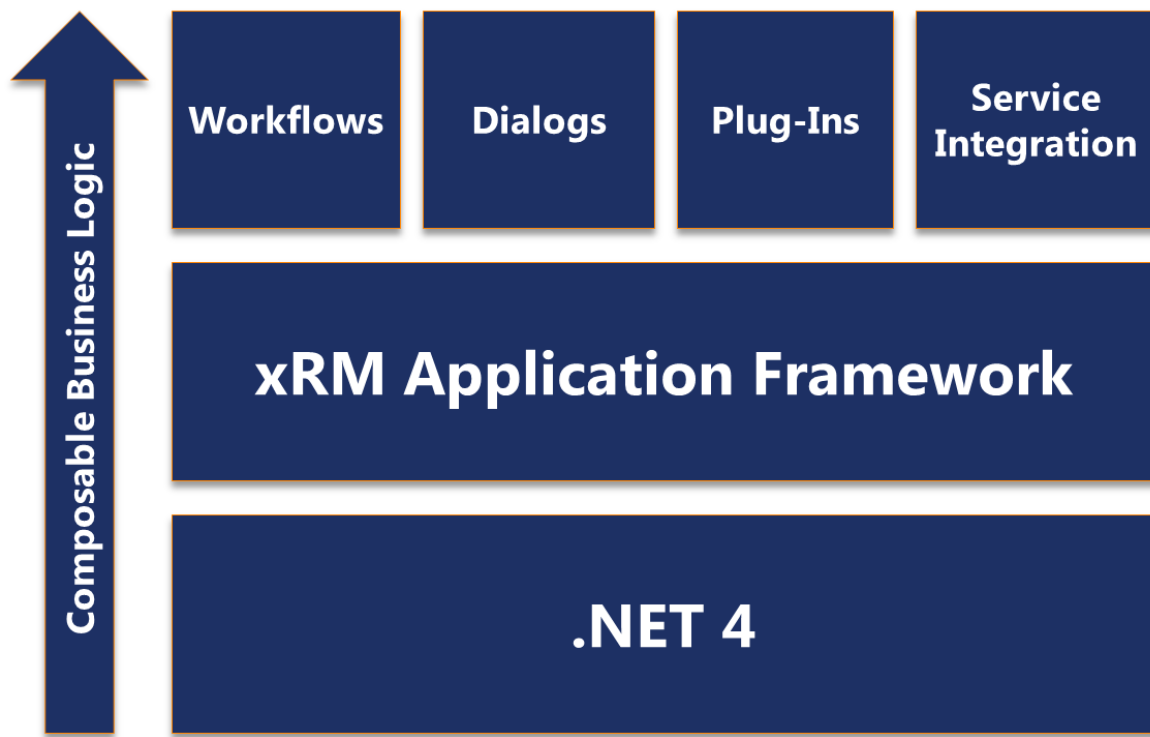 Composable Business Logic
Workflows
Dialogs
Plug-Ins
Service
Integration
xRM Application Framework
.NET 4